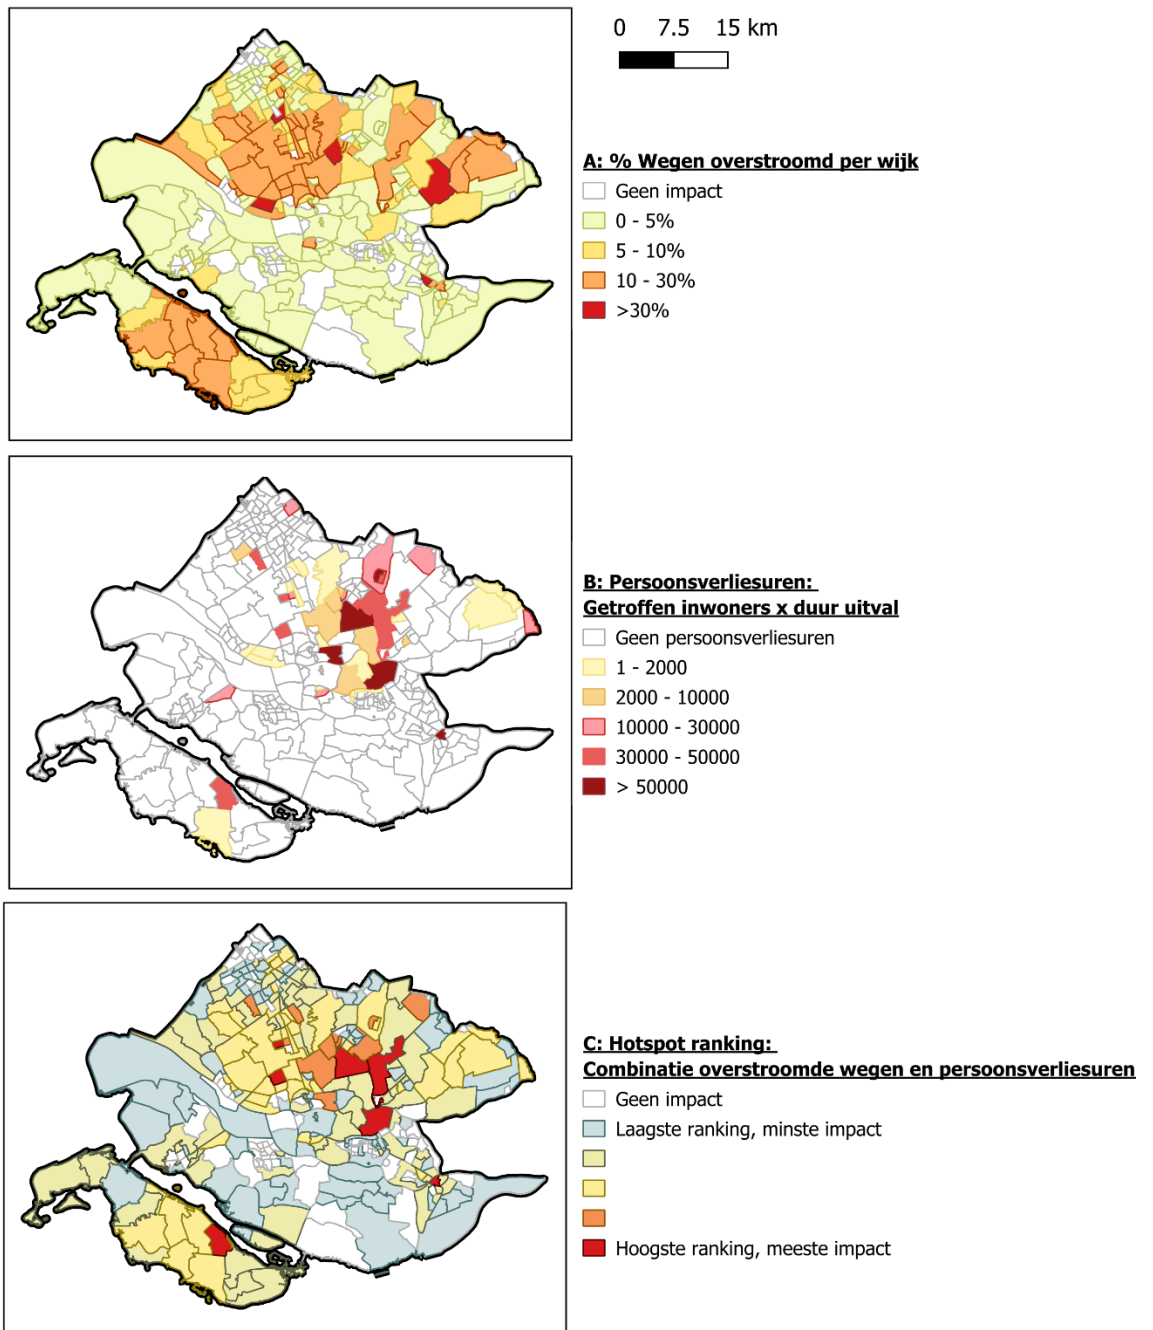 0 7.5 15 km
A: % Wegen overstroomd per wijk
Geen impact
0 - 5%
5 - 10%
10 - 30%
>30%
B: Persoonsverliesuren:
Getroffen inwoners x duur uitval
Geen persoonsverliesuren
1 - 2000
2000 - 10000
10000 - 30000
30000 - 50000
> 50000
C: Hotspot ranking:
Combinatie overstroomde wegen en persoonsverliesuren
Geen impact
Laagste ranking, minste impact
Hoogste ranking, meeste impact